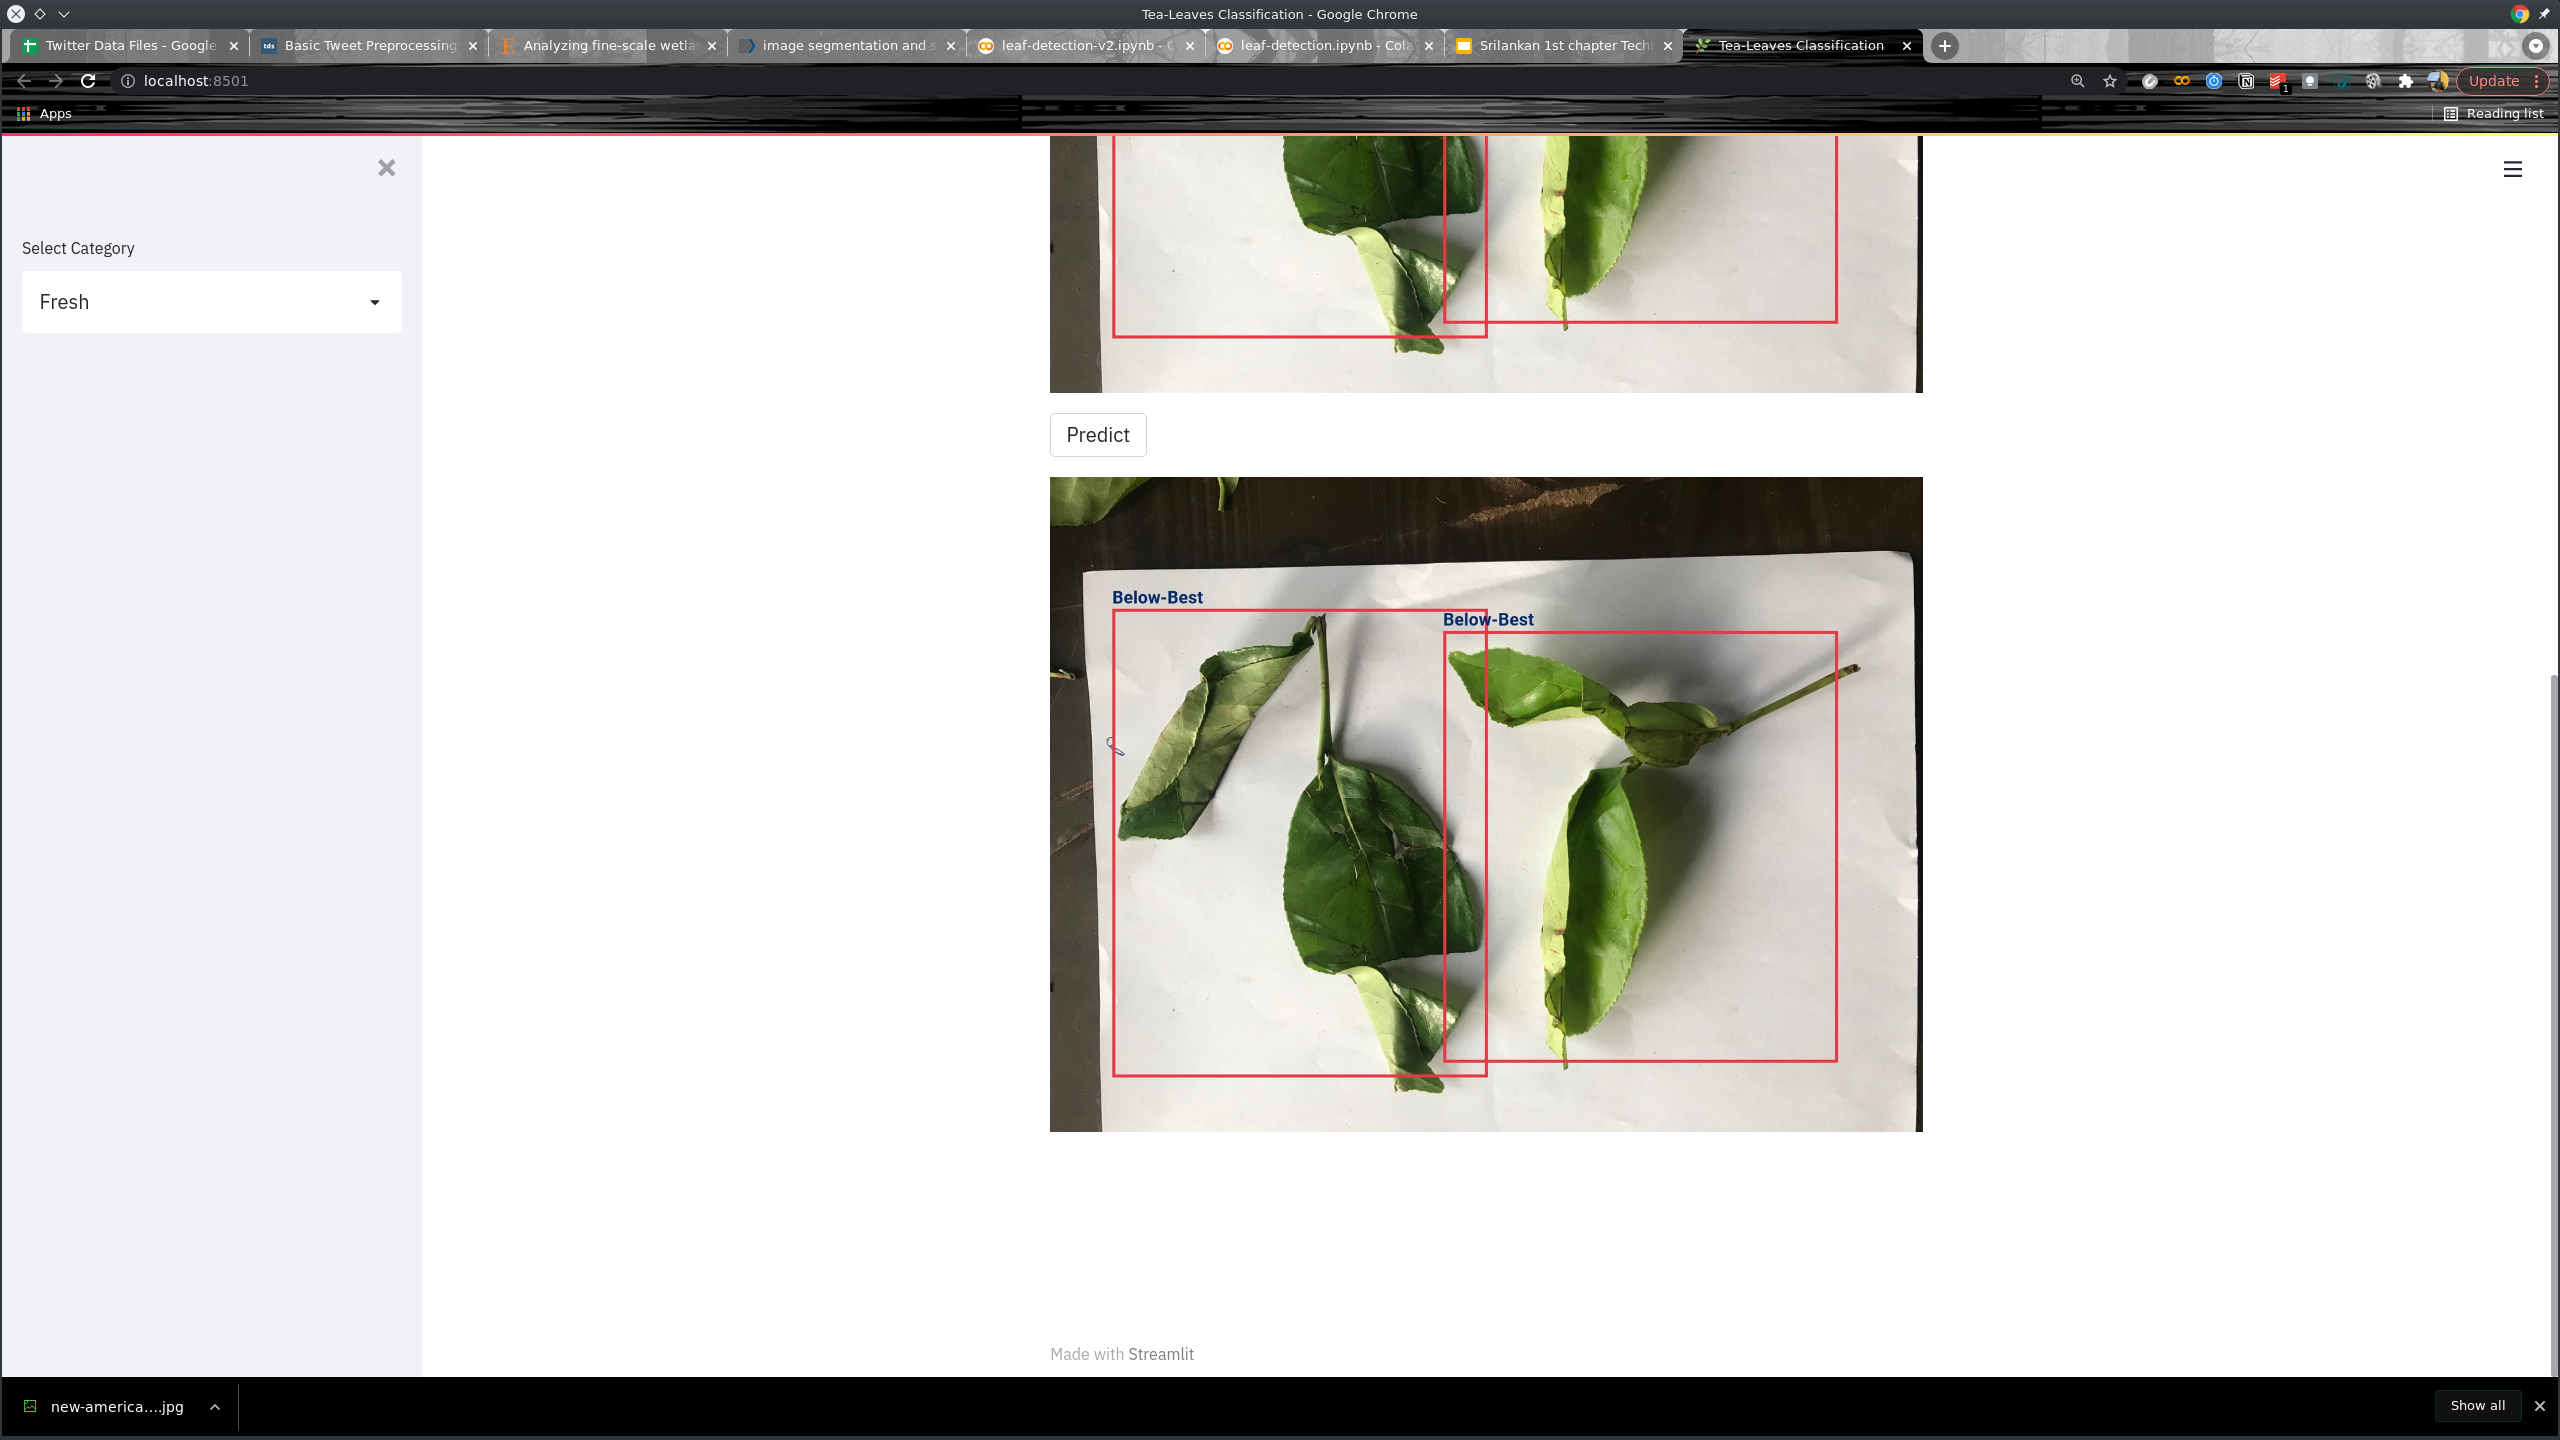 Tea-Leaves Classification - Google Chrome
Twitter Data Files - Google
tds
Basic Tweet Preprocessing
Analyzing fine-scale wetla
image segmentation and s
leaf-detection-v2.ipynb - C
leaf-detection.ipynb - Cola
Srilankan 1st chapter Tech
Tea-Leaves Classification
localhost:8501
1
Update
Apps
Reading list
Select Category
Fresh
Predict
Below-Best
Below-Best
Made with Streamlit
new-america....jpg
Show all